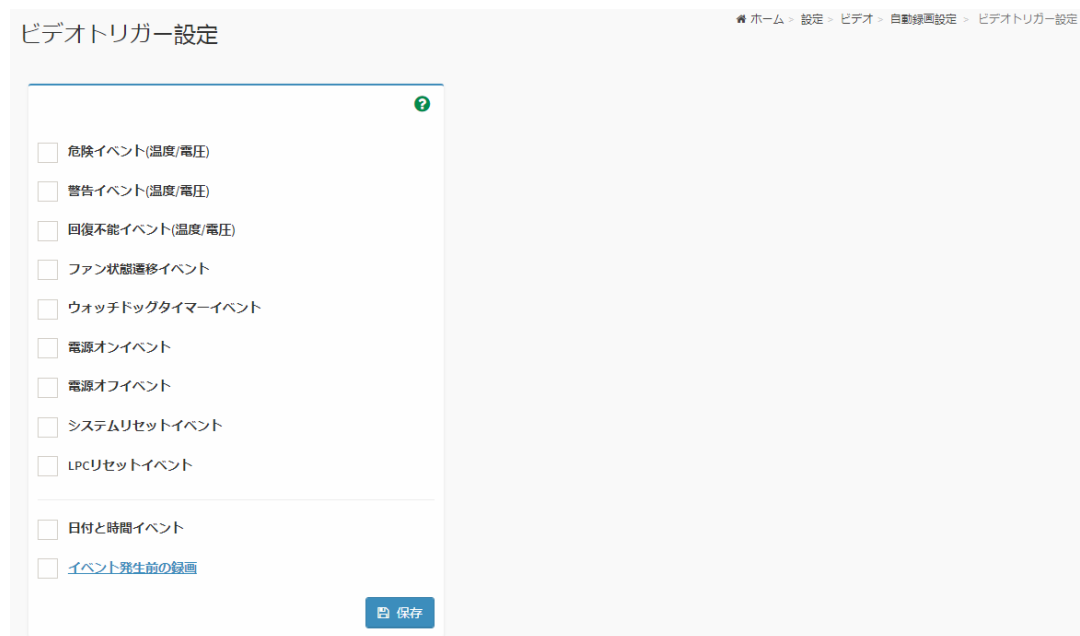 ホーム > 設定 > ビデオ > 自動録画設定 > ビデオトリガー設定
ビデオトリガー設定
?
危険イベント(温度/電圧)
警告イベント(温度/電圧)
回復不能イベント(温度/電圧)
ファン状態遷移イベント
ウォッチドッグタイマーイベント
電源オンイベント
電源オフイベント
システムリセットイベント
LPCリセットイベント
日付と時間イベント
イベント発生前の録画
保存